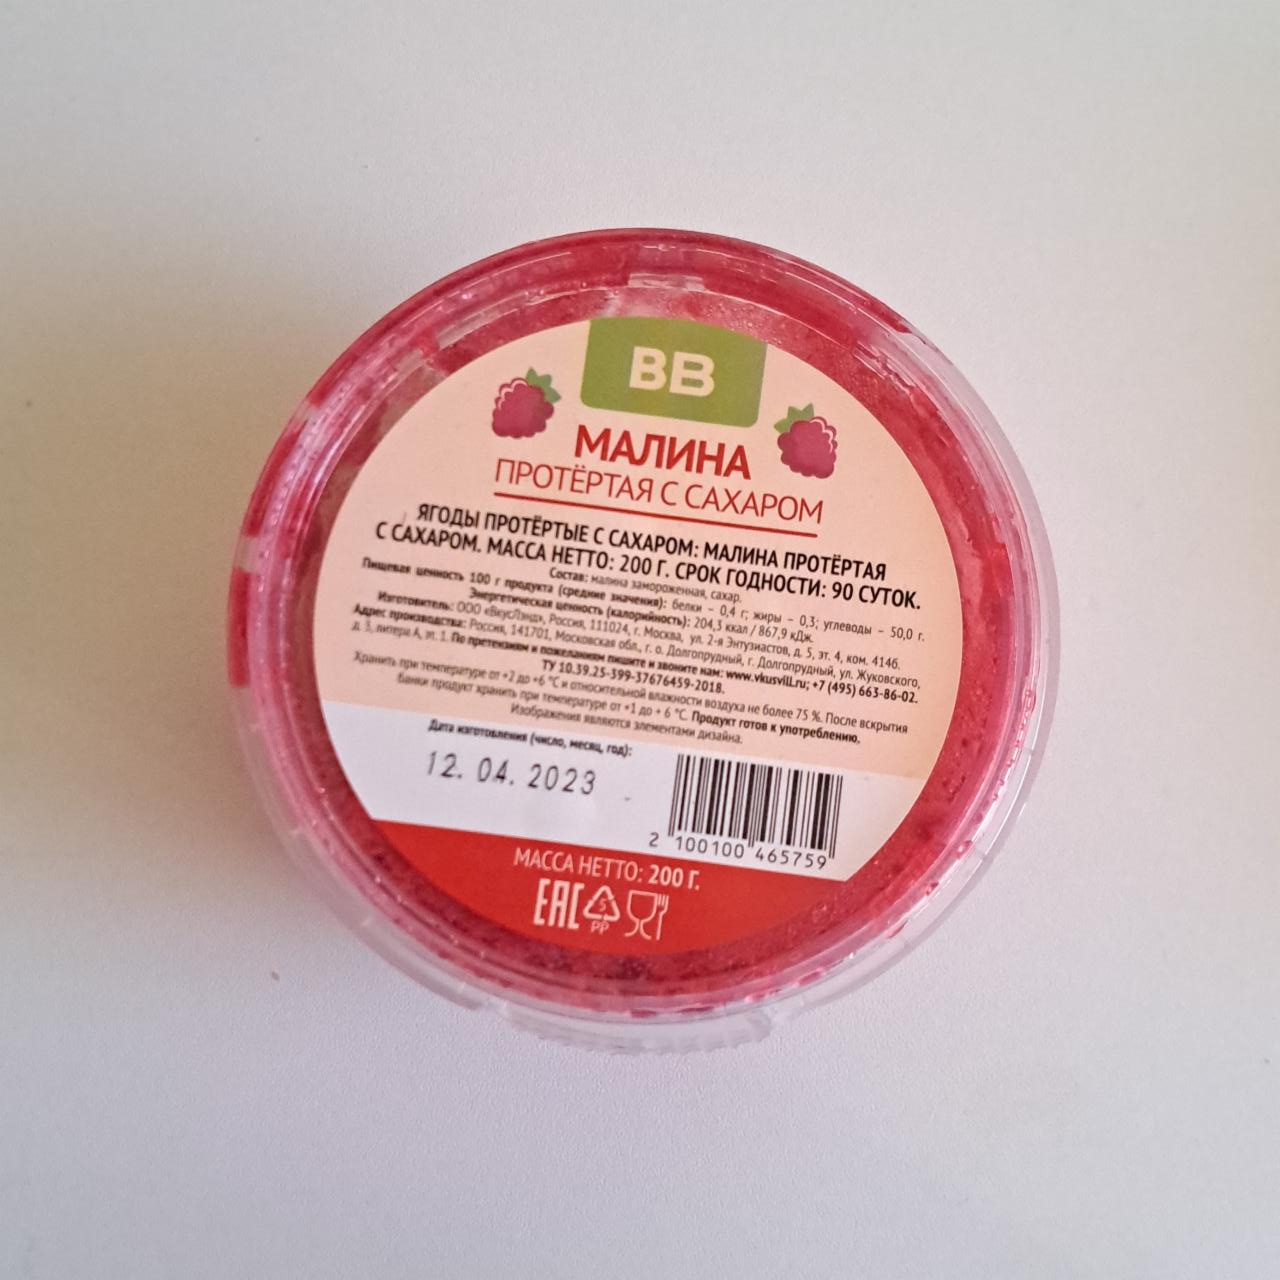 ВВ
МАЛИНА
ПРОТЁРТАЯ С САХАРОМ
ЯГОДЫ ПРОТЁРТЫЕ С САХАРОМ: МАЛИНА ПРОТЁРТАЯ
С САХАРОМ. МАССА НЕТТО: 200 Г. СРОК ГОДНОСТИ: 90 СУТОК.
Состав: малина замороженная, сахар.
Пищевая ценность 100 г продукта (средние значения): белки – 0,4 г; жиры – 0,3; углеводы – 50,0 г.
Энергетическая ценность (калорийность): 204,3 ккал / 867,9 кДж.
Изготовитель: ООО «ВкусЛэнд», Россия, 111024, г. Москва, ул. 2-я Энтузиастов, д. 5, эт. 4, ком. 414б.
Адрес производства: Россия, 141701, Московская обл., г. о. Долгопрудный, г. Долгопрудный, ул. Жуковского,
д. 3, литера А, эт. 1. По претензиям и пожеланиям пишите и звоните нам: www.vkusvill.ru; +7 (495) 663-86-02.
ТУ 10.39.25-399-37676459-2018.
Хранить при температуре от +2 до +6 °С и относительной влажности воздуха не более 75 %. После вскрытия
банки продукт хранить при температуре от +1 до + 6 °С. Продукт готов к употреблению.
Изображения являются элементами дизайна.
Дата изготовления (число, месяц, год):
12. 04. 2023
2 100100 465759
МАССА НЕТТО: 200 Г.
EAC 5
PP